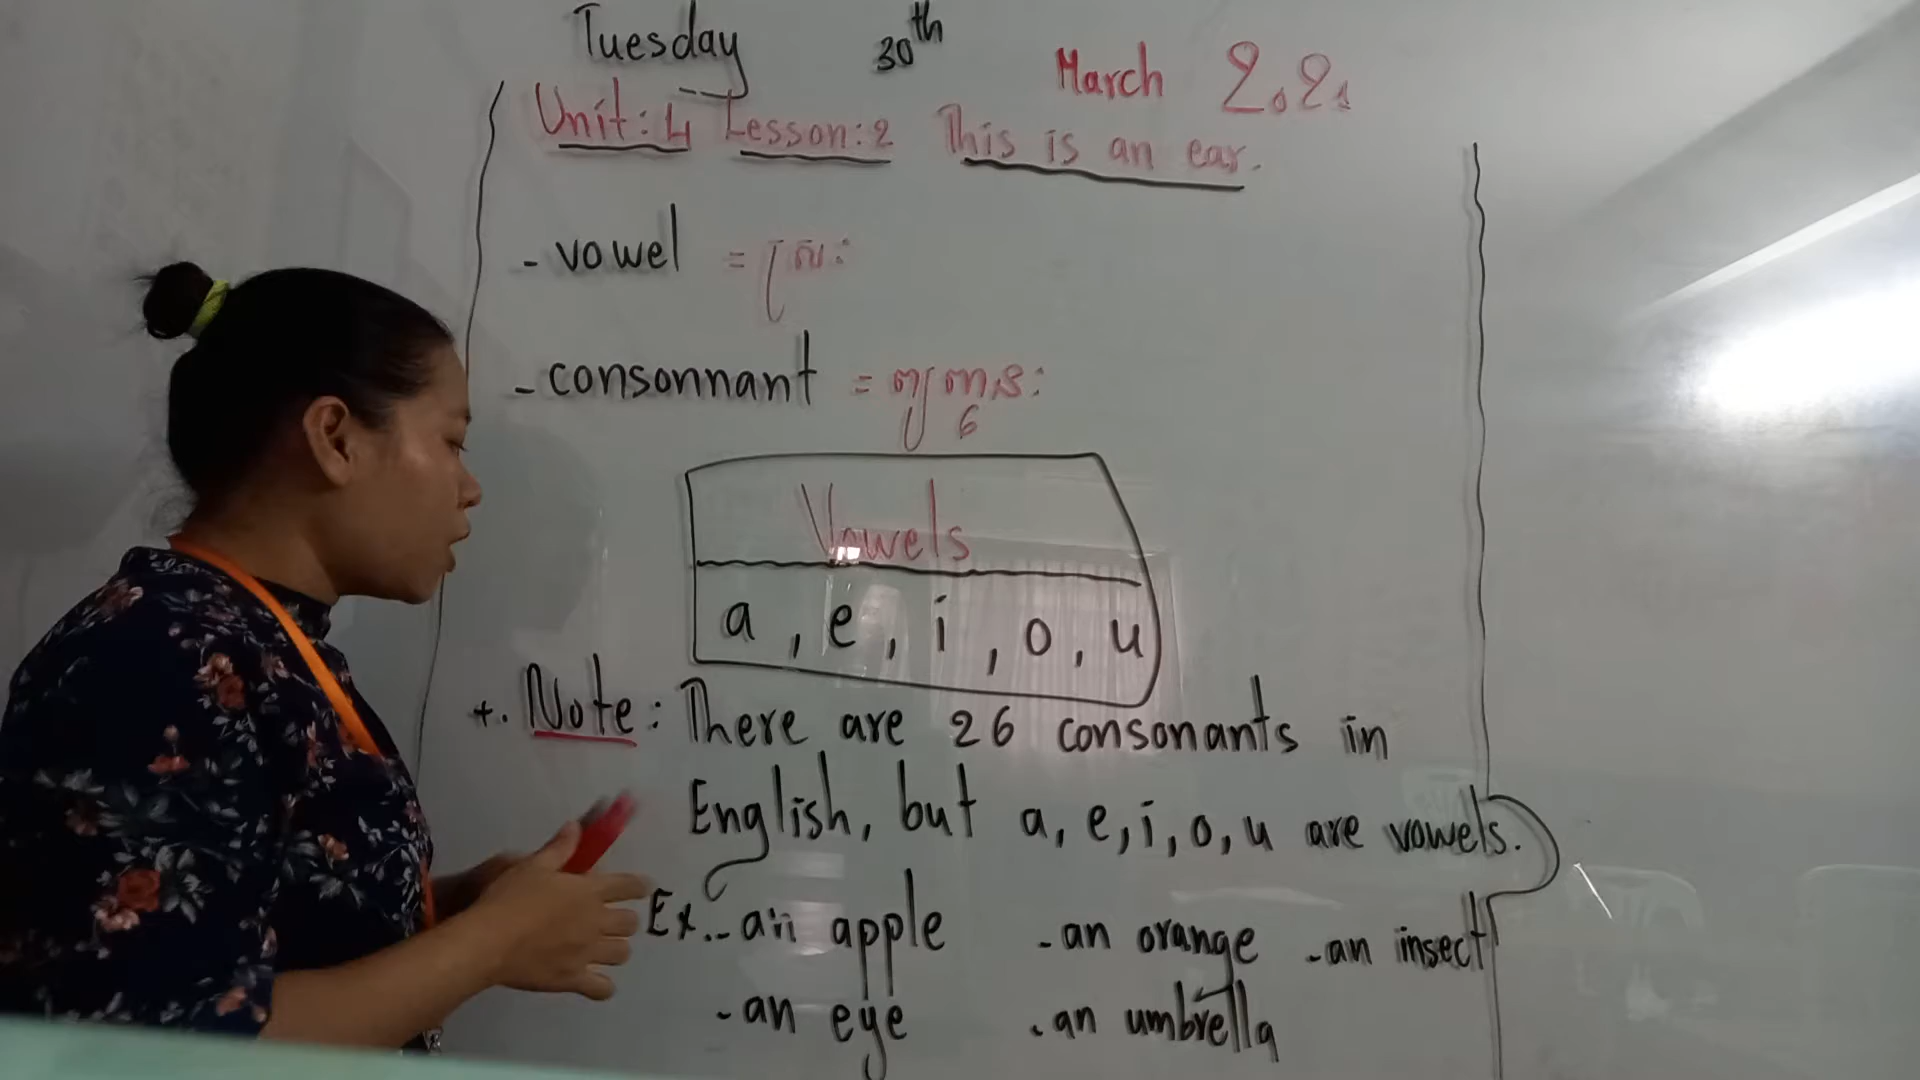 Tuesday 30th March 2021
Unit: 4 Lesson: 2 This is an ear.
- vowel = ស្រៈ
- consonnant = ព្យញ្ជនៈ
Vowels
a, e, i, o, u
+. Note: There are 26 consonants in
English, but a, e, i, o, u are vowels.
Ex. - an apple - an orange - an insect
- an eye - an umbrella